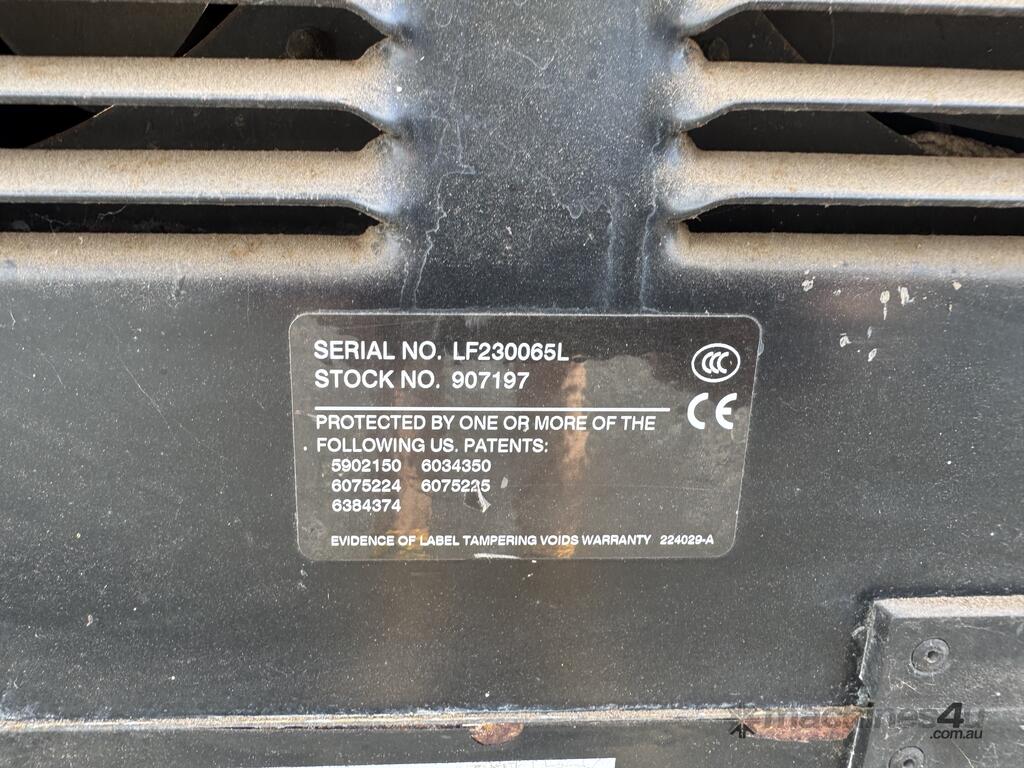 SERIAL NO. LF230065L
STOCK NO. 907197
CCC
CE
PROTECTED BY ONE OR MORE OF THE
FOLLOWING US. PATENTS:
5902150 6034350
6075224 6075225
6384374
EVIDENCE OF LABEL TAMPERING VOIDS WARRANTY 224029-A
machines4u
.com.au